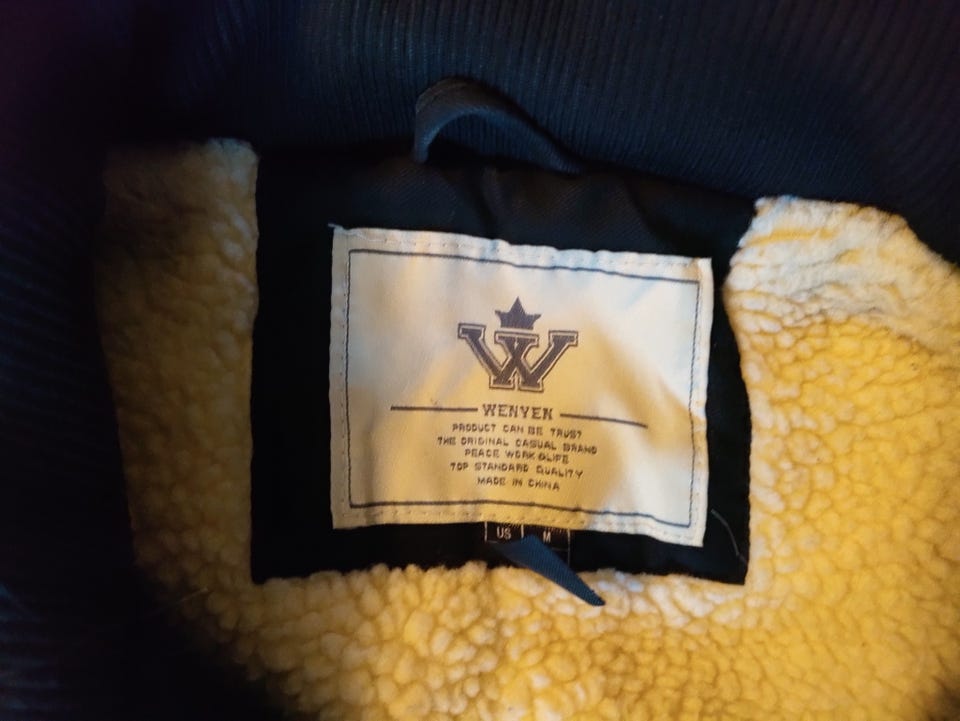 W
WENYEN
PRODUCT CAN BE TRUST
THE ORIGINAL CASUAL BRAND
PEACE WORK&LIFE
TOP STANDARD QUALITY
MADE IN CHINA
US M